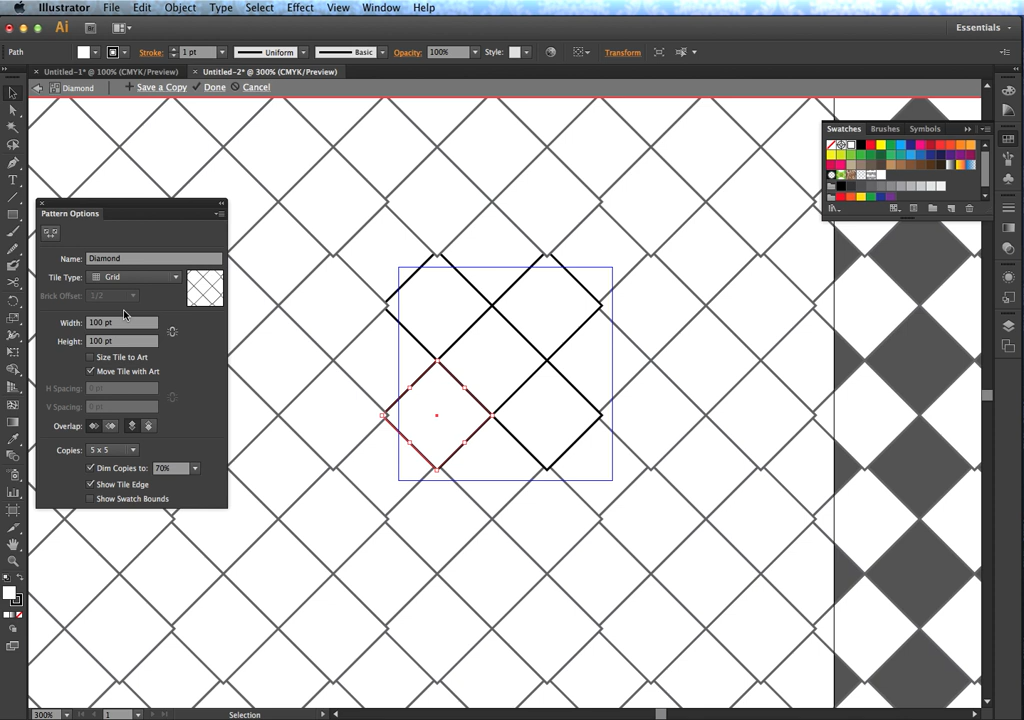 Illustrator File Edit Object Type Select Effect View Window Help
Ai Br Essentials
Path Stroke: 1 pt Uniform Basic Opacity: 100% Style: Transform
Untitled-1* @ 100% (CMYK/Preview) Untitled-2* @ 300% (CMYK/Preview)
Diamond + Save a Copy Done Cancel
Swatches Brushes Symbols
Pattern Options
Name: Diamond
Tile Type: Grid
Brick Offset: 1/2
Width: 100 pt
Height: 100 pt
Size Tile to Art
Move Tile with Art
H Spacing: 0 pt
V Spacing: 0 pt
Overlap:
Copies: 5 x 5
Dim Copies to: 70%
Show Tile Edge
Show Swatch Bounds
300% 1 Selection